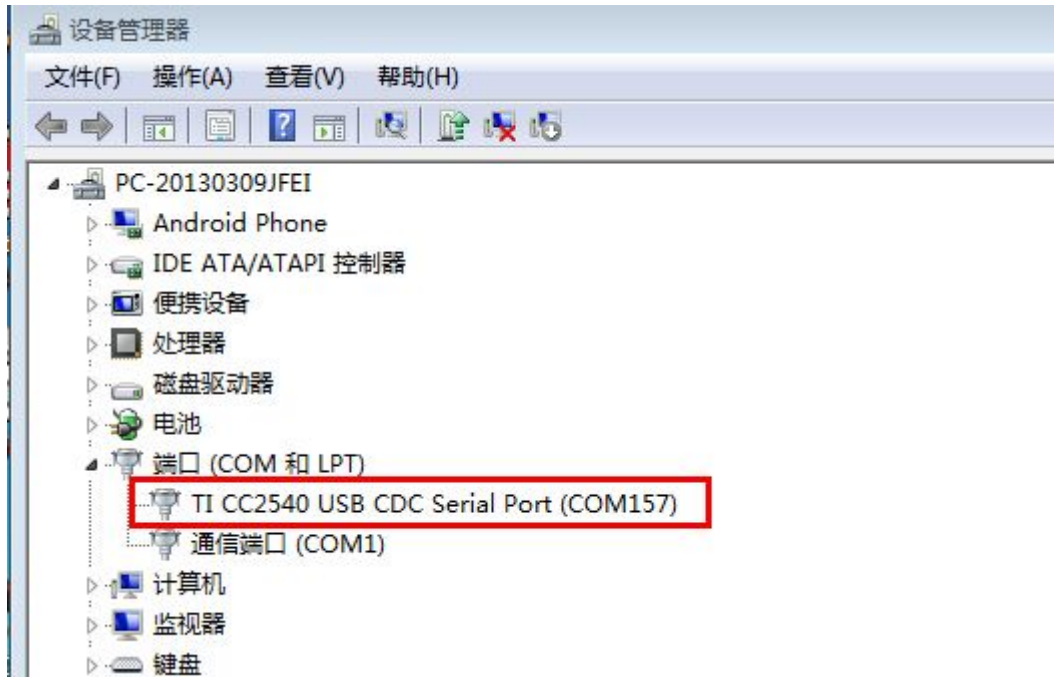 设备管理器
文件(F) 操作(A) 查看(V) 帮助(H)
PC-20130309JFEI
Android Phone
IDE ATA/ATAPI 控制器
便携设备
处理器
磁盘驱动器
电池
端口 (COM 和 LPT)
TI CC2540 USB CDC Serial Port (COM157)
通信端口 (COM1)
计算机
监视器
键盘